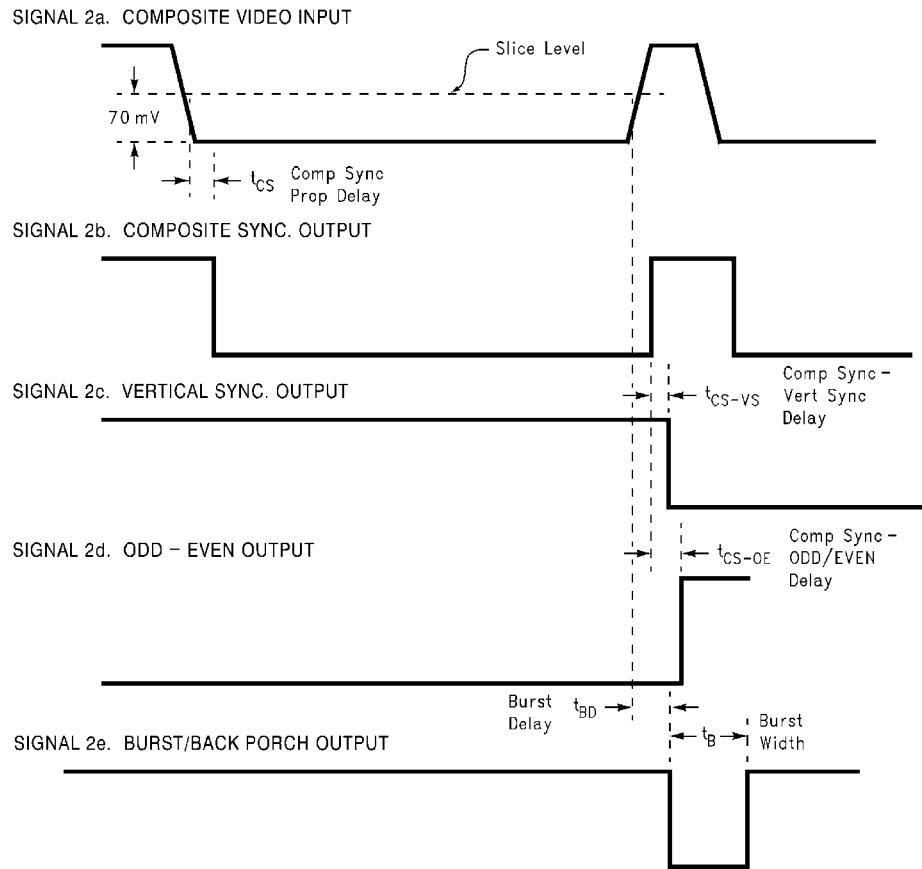 SIGNAL 2a. COMPOSITE VIDEO INPUT
Slice Level
70 mV
tCS Comp Sync
Prop Delay
SIGNAL 2b. COMPOSITE SYNC. OUTPUT
SIGNAL 2c. VERTICAL SYNC. OUTPUT
tCS-VS
Comp Sync-
Vert Sync
Delay
SIGNAL 2d. ODD - EVEN OUTPUT
tCS-OE
Comp Sync-
ODD/EVEN
Delay
Burst
Delay
tBD
tB
Burst
Width
SIGNAL 2e. BURST/BACK PORCH OUTPUT